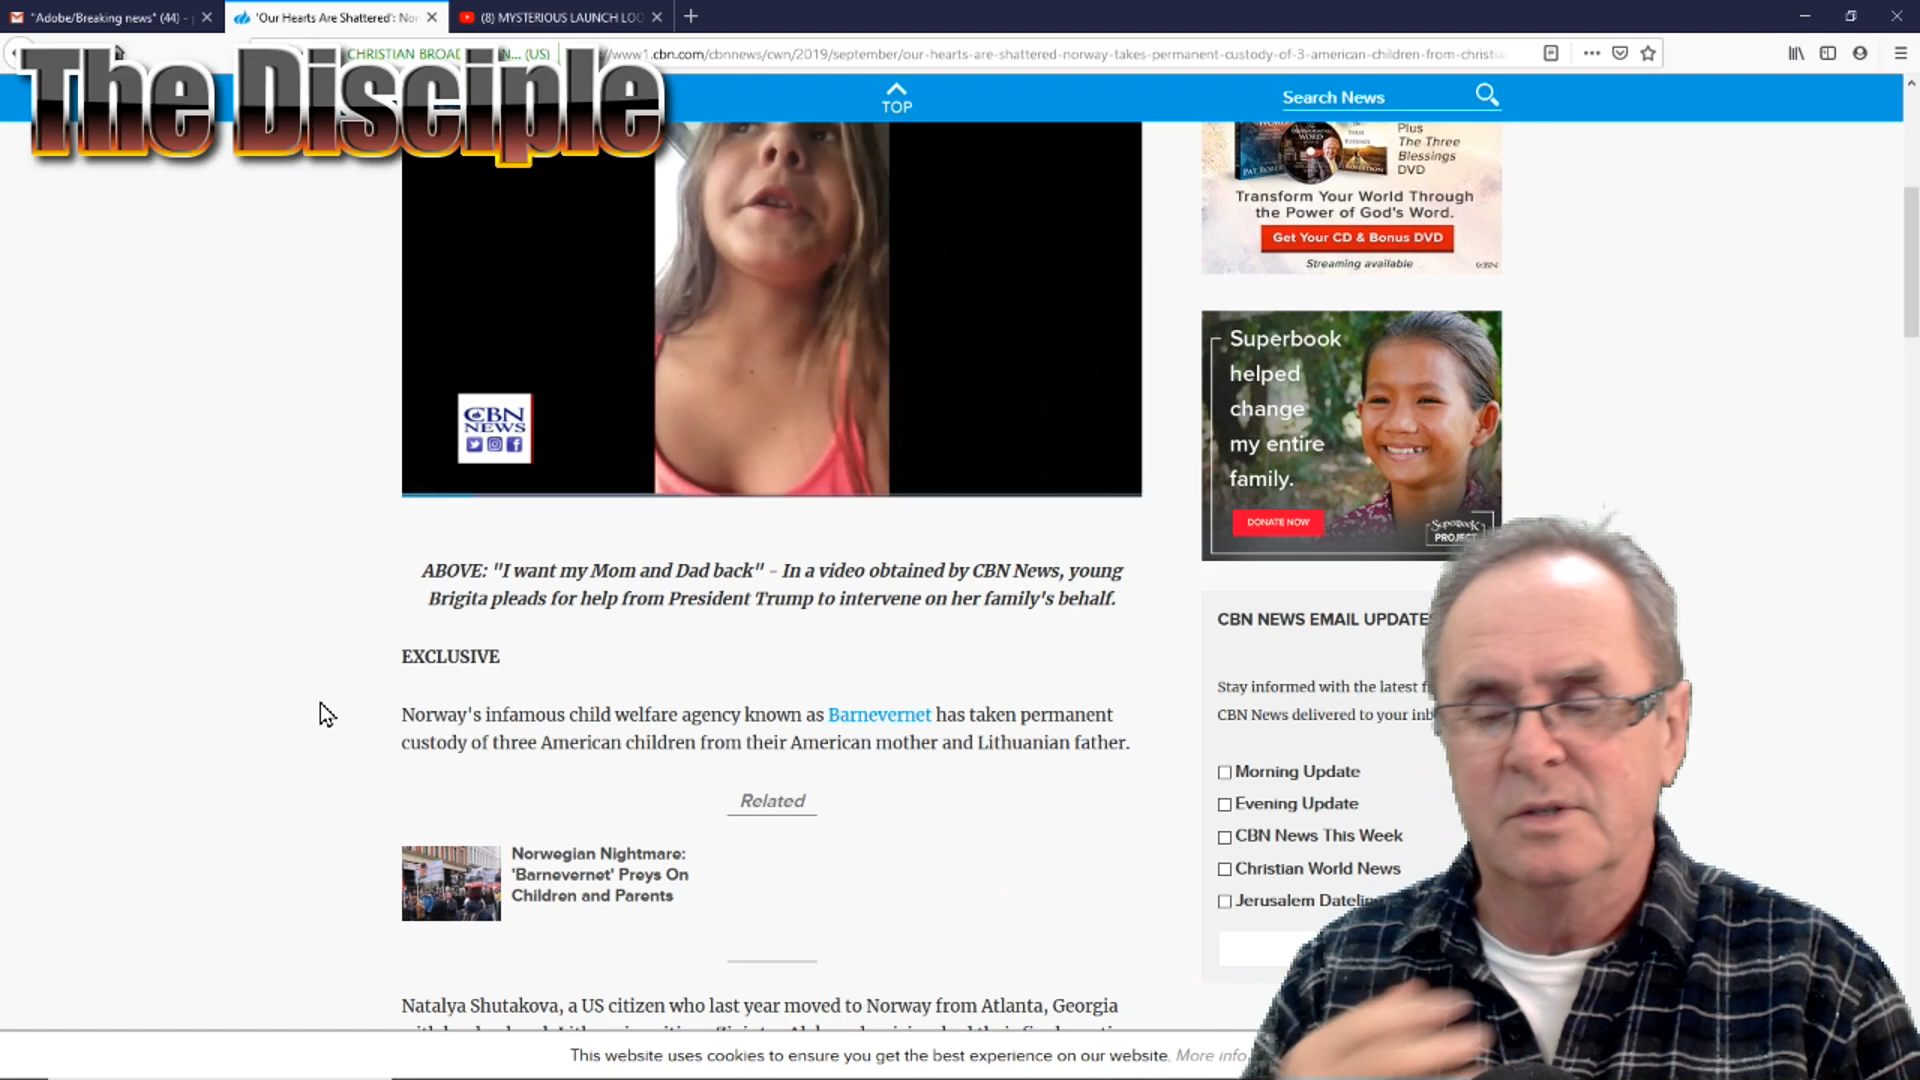 "Adobe/Breaking news" (44) -
'Our Hearts Are Shattered': Nor
(8) MYSTERIOUS LAUNCH LOO
The Disciple
CHRISTIAN BROAD N... (US)
www1.cbn.com/cbnnews/cwn/2019/september/our-hearts-are-shattered-norway-takes-permanent-custody-of-3-american-children-from-christia
TOP
Search News
Plus
The Three
Blessings
DVD
Transform Your World Through
the Power of God's Word.
Get Your CD & Bonus DVD
Streaming available
CBN
CBN
NEWS
Superbook
helped
change
my entire
family.
DONATE NOW
Superbook
PROJECT
ABOVE: "I want my Mom and Dad back" - In a video obtained by CBN News, young
Brigita pleads for help from President Trump to intervene on her family's behalf.
EXCLUSIVE
Norway's infamous child welfare agency known as Barnevernet has taken permanent
custody of three American children from their American mother and Lithuanian father.
Related
Norwegian Nightmare:
'Barnevernet' Preys On
Children and Parents
Natalya Shutakova, a US citizen who last year moved to Norway from Atlanta, Georgia
CBN NEWS EMAIL UPDATES
Stay informed with the latest f
CBN News delivered to your inb
Morning Update
Evening Update
CBN News This Week
Christian World News
Jerusalem Dateline
This website uses cookies to ensure you get the best experience on our website. More info